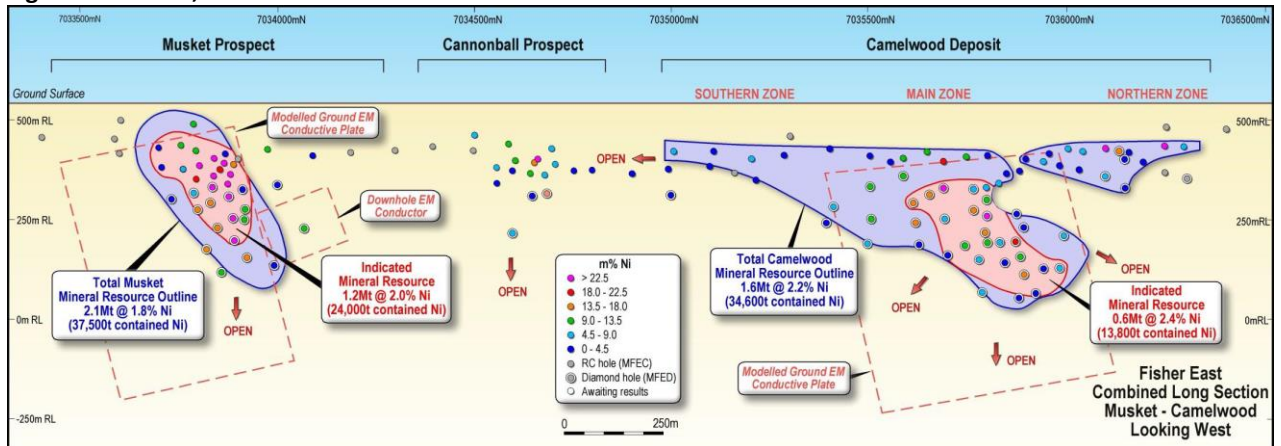 7033500mN
7034000mN
7034500mN
7035000mN
7035500mN
7036000mN
7036500mN
Musket Prospect
Cannonball Prospect
Camelwood Deposit
Ground Surface
SOUTHERN ZONE
MAIN ZONE
NORTHERN ZONE
500m RL
500mRL
Modelled Ground EM
Conductive Plate
OPEN
250m RL
250mRL
Downhole EM
Conductor
Total Musket
Mineral Resource Outline
2.1Mt @ 1.8% Ni
(37,500t contained Ni)
Indicated
Mineral Resource
1.2Mt @ 2.0% Ni
(24,000t contained Ni)
OPEN
OPEN
m% Ni
> 22.5
18.0 - 22.5
13.5 - 18.0
9.0 - 13.5
4.5 - 9.0
0 - 4.5
RC hole (MFEC)
Diamond hole (MFED)
Awaiting results
0
250m
Total Camelwood
Mineral Resource Outline
1.6Mt @ 2.2% Ni
(34,600t contained Ni)
OPEN
OPEN
OPEN
Indicated
Mineral Resource
0.6Mt @ 2.4% Ni
(13,800t contained Ni)
0m RL
0mRL
Modelled Ground EM
Conductive Plate
-250m RL
Fisher East
Combined Long Section
Musket - Camelwood
Looking West